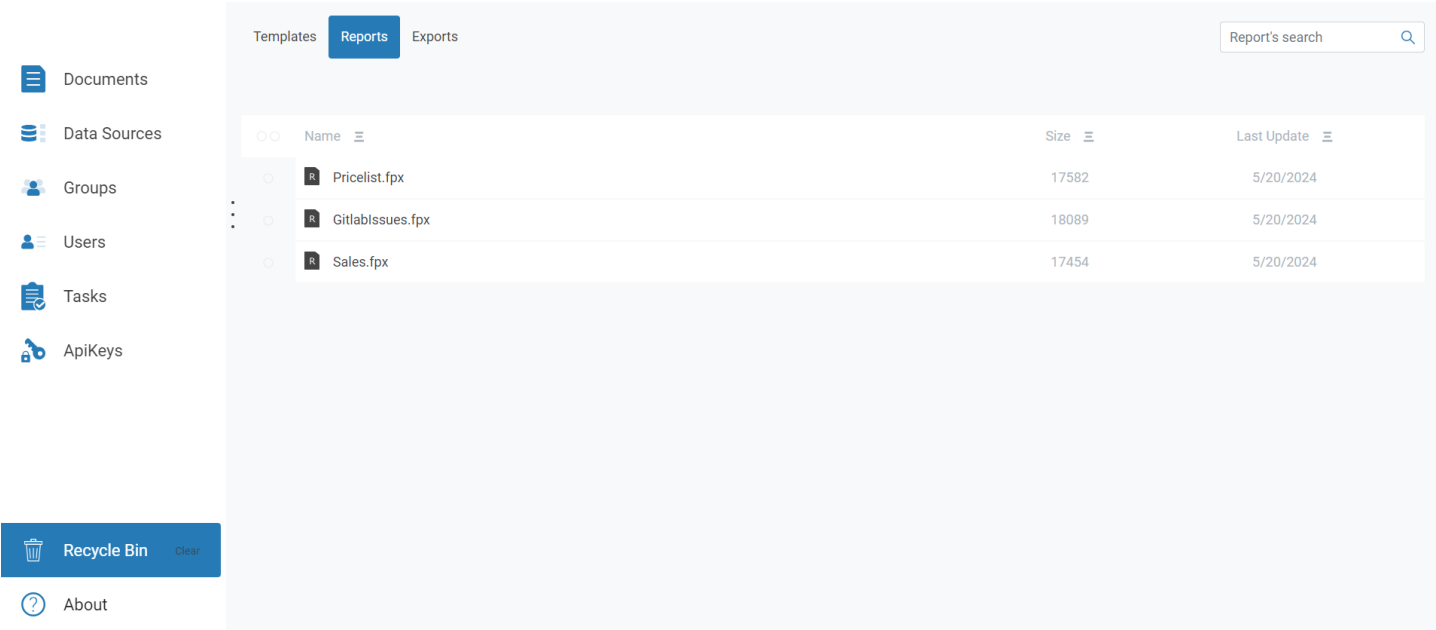 Templates Reports Exports Report's search
Documents
Data Sources
Groups
Users
Tasks
ApiKeys
Recycle Bin Clear
About
Name Size Last Update
R Pricelist.fpx 17582 5/20/2024
R GitlabIssues.fpx 18089 5/20/2024
R Sales.fpx 17454 5/20/2024